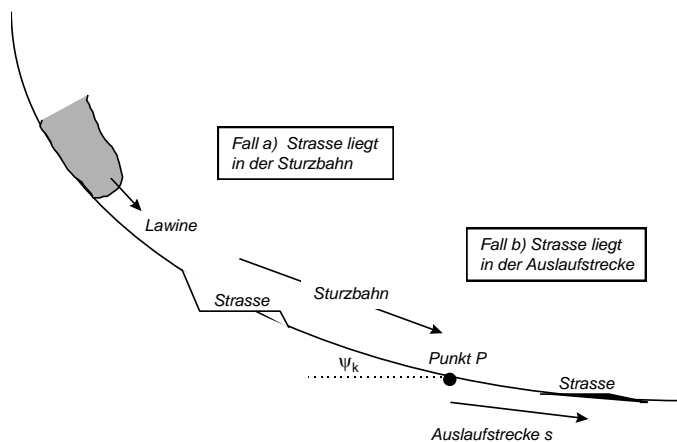 Fall a) Strasse liegt
in der Sturzbahn
Lawine
Fall b) Strasse liegt
in der Auslaufstrecke
Strasse
Sturzbahn
Punkt P
ψk
Strasse
Auslaufstrecke s